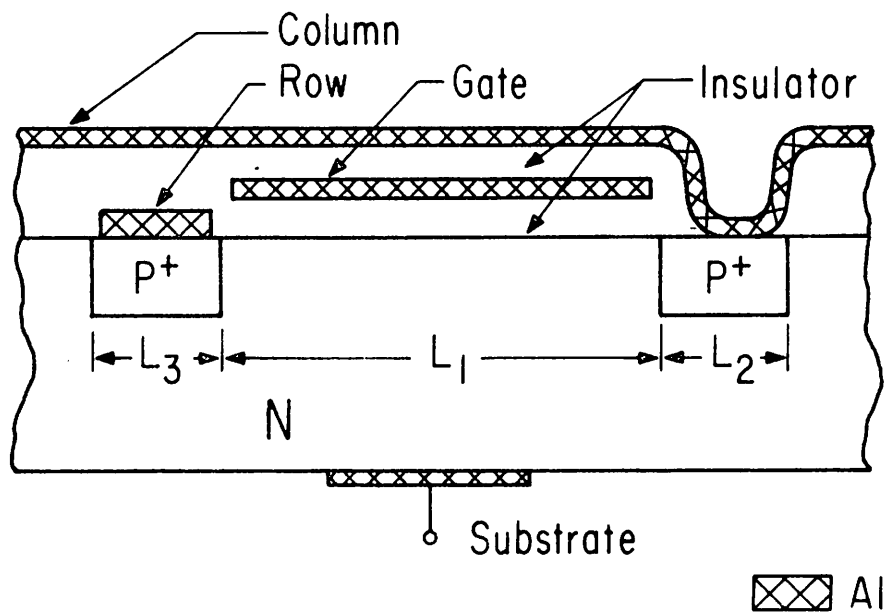 Column
Row
Gate
Insulator
P+
P+
L3
L1
L2
N
Substrate
Al